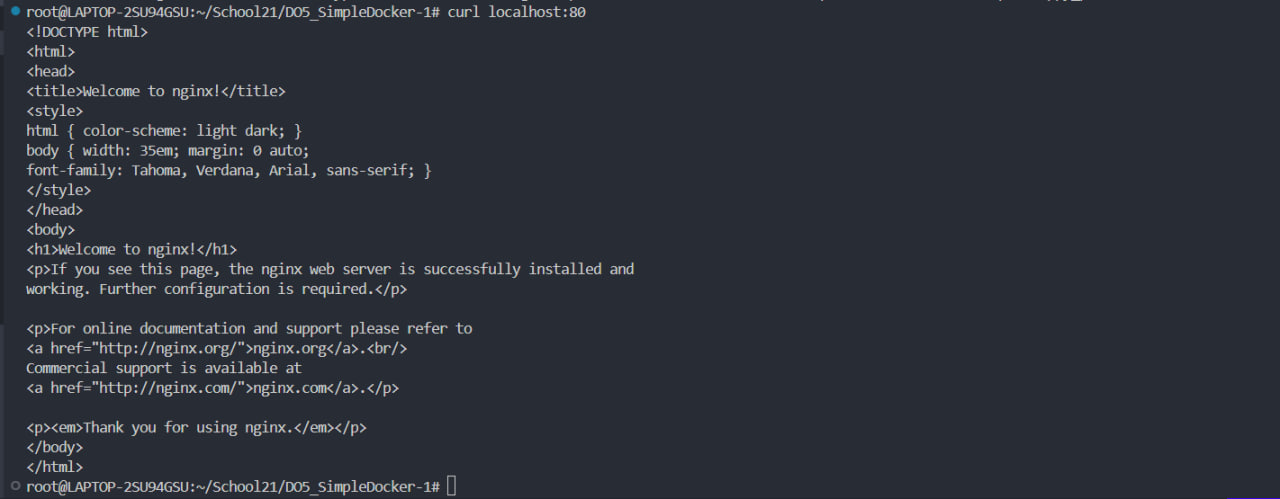 root@LAPTOP-2SU94GSU:~/School21/DO5_SimpleDocker-1# curl localhost:80
<!DOCTYPE html>
<html>
<head>
<title>Welcome to nginx!</title>
<style>
html { color-scheme: light dark; }
body { width: 35em; margin: 0 auto;
font-family: Tahoma, Verdana, Arial, sans-serif; }
</style>
</head>
<body>
<h1>Welcome to nginx!</h1>
<p>If you see this page, the nginx web server is successfully installed and
working. Further configuration is required.</p>

<p>For online documentation and support please refer to
<a href="http://nginx.org/">nginx.org</a>.<br/>
Commercial support is available at
<a href="http://nginx.com/">nginx.com</a>.</p>

<p><em>Thank you for using nginx.</em></p>
</body>
</html>
root@LAPTOP-2SU94GSU:~/School21/DO5_SimpleDocker-1#